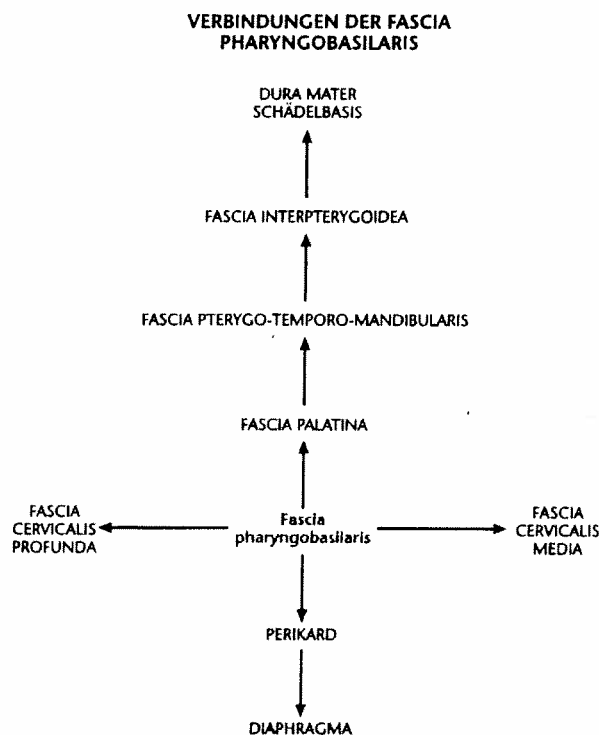 VERBINDUNGEN DER FASCIA
PHARYNGOBASILARIS
DURA MATER
SCHÄDELBASIS
FASCIA INTERPTERYGOIDEA
FASCIA PTERYGO-TEMPORO-MANDIBULARIS
FASCIA PALATINA
FASCIA
CERVICALIS
PROFUNDA
Fascia
pharyngobasilaris
FASCIA
CERVICALIS
MEDIA
PERIKARD
DIAPHRAGMA